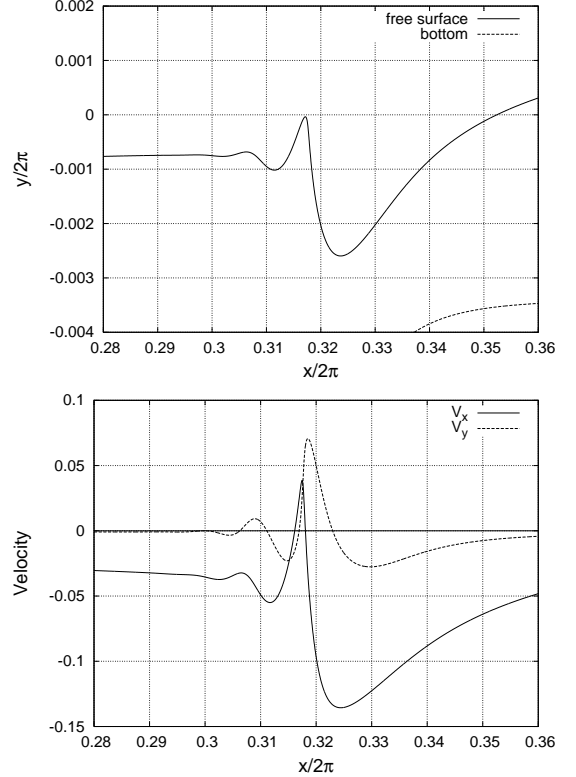 0.002
0.001
0
-0.001
-0.002
-0.003
-0.004
y/2π
free surface
bottom
0.28 0.29 0.3 0.31 0.32 0.33 0.34 0.35 0.36
x/2π
0.1
0.05
0
-0.05
-0.1
-0.15
Velocity
Vx
Vy
0.28 0.29 0.3 0.31 0.32 0.33 0.34 0.35 0.36
x/2π